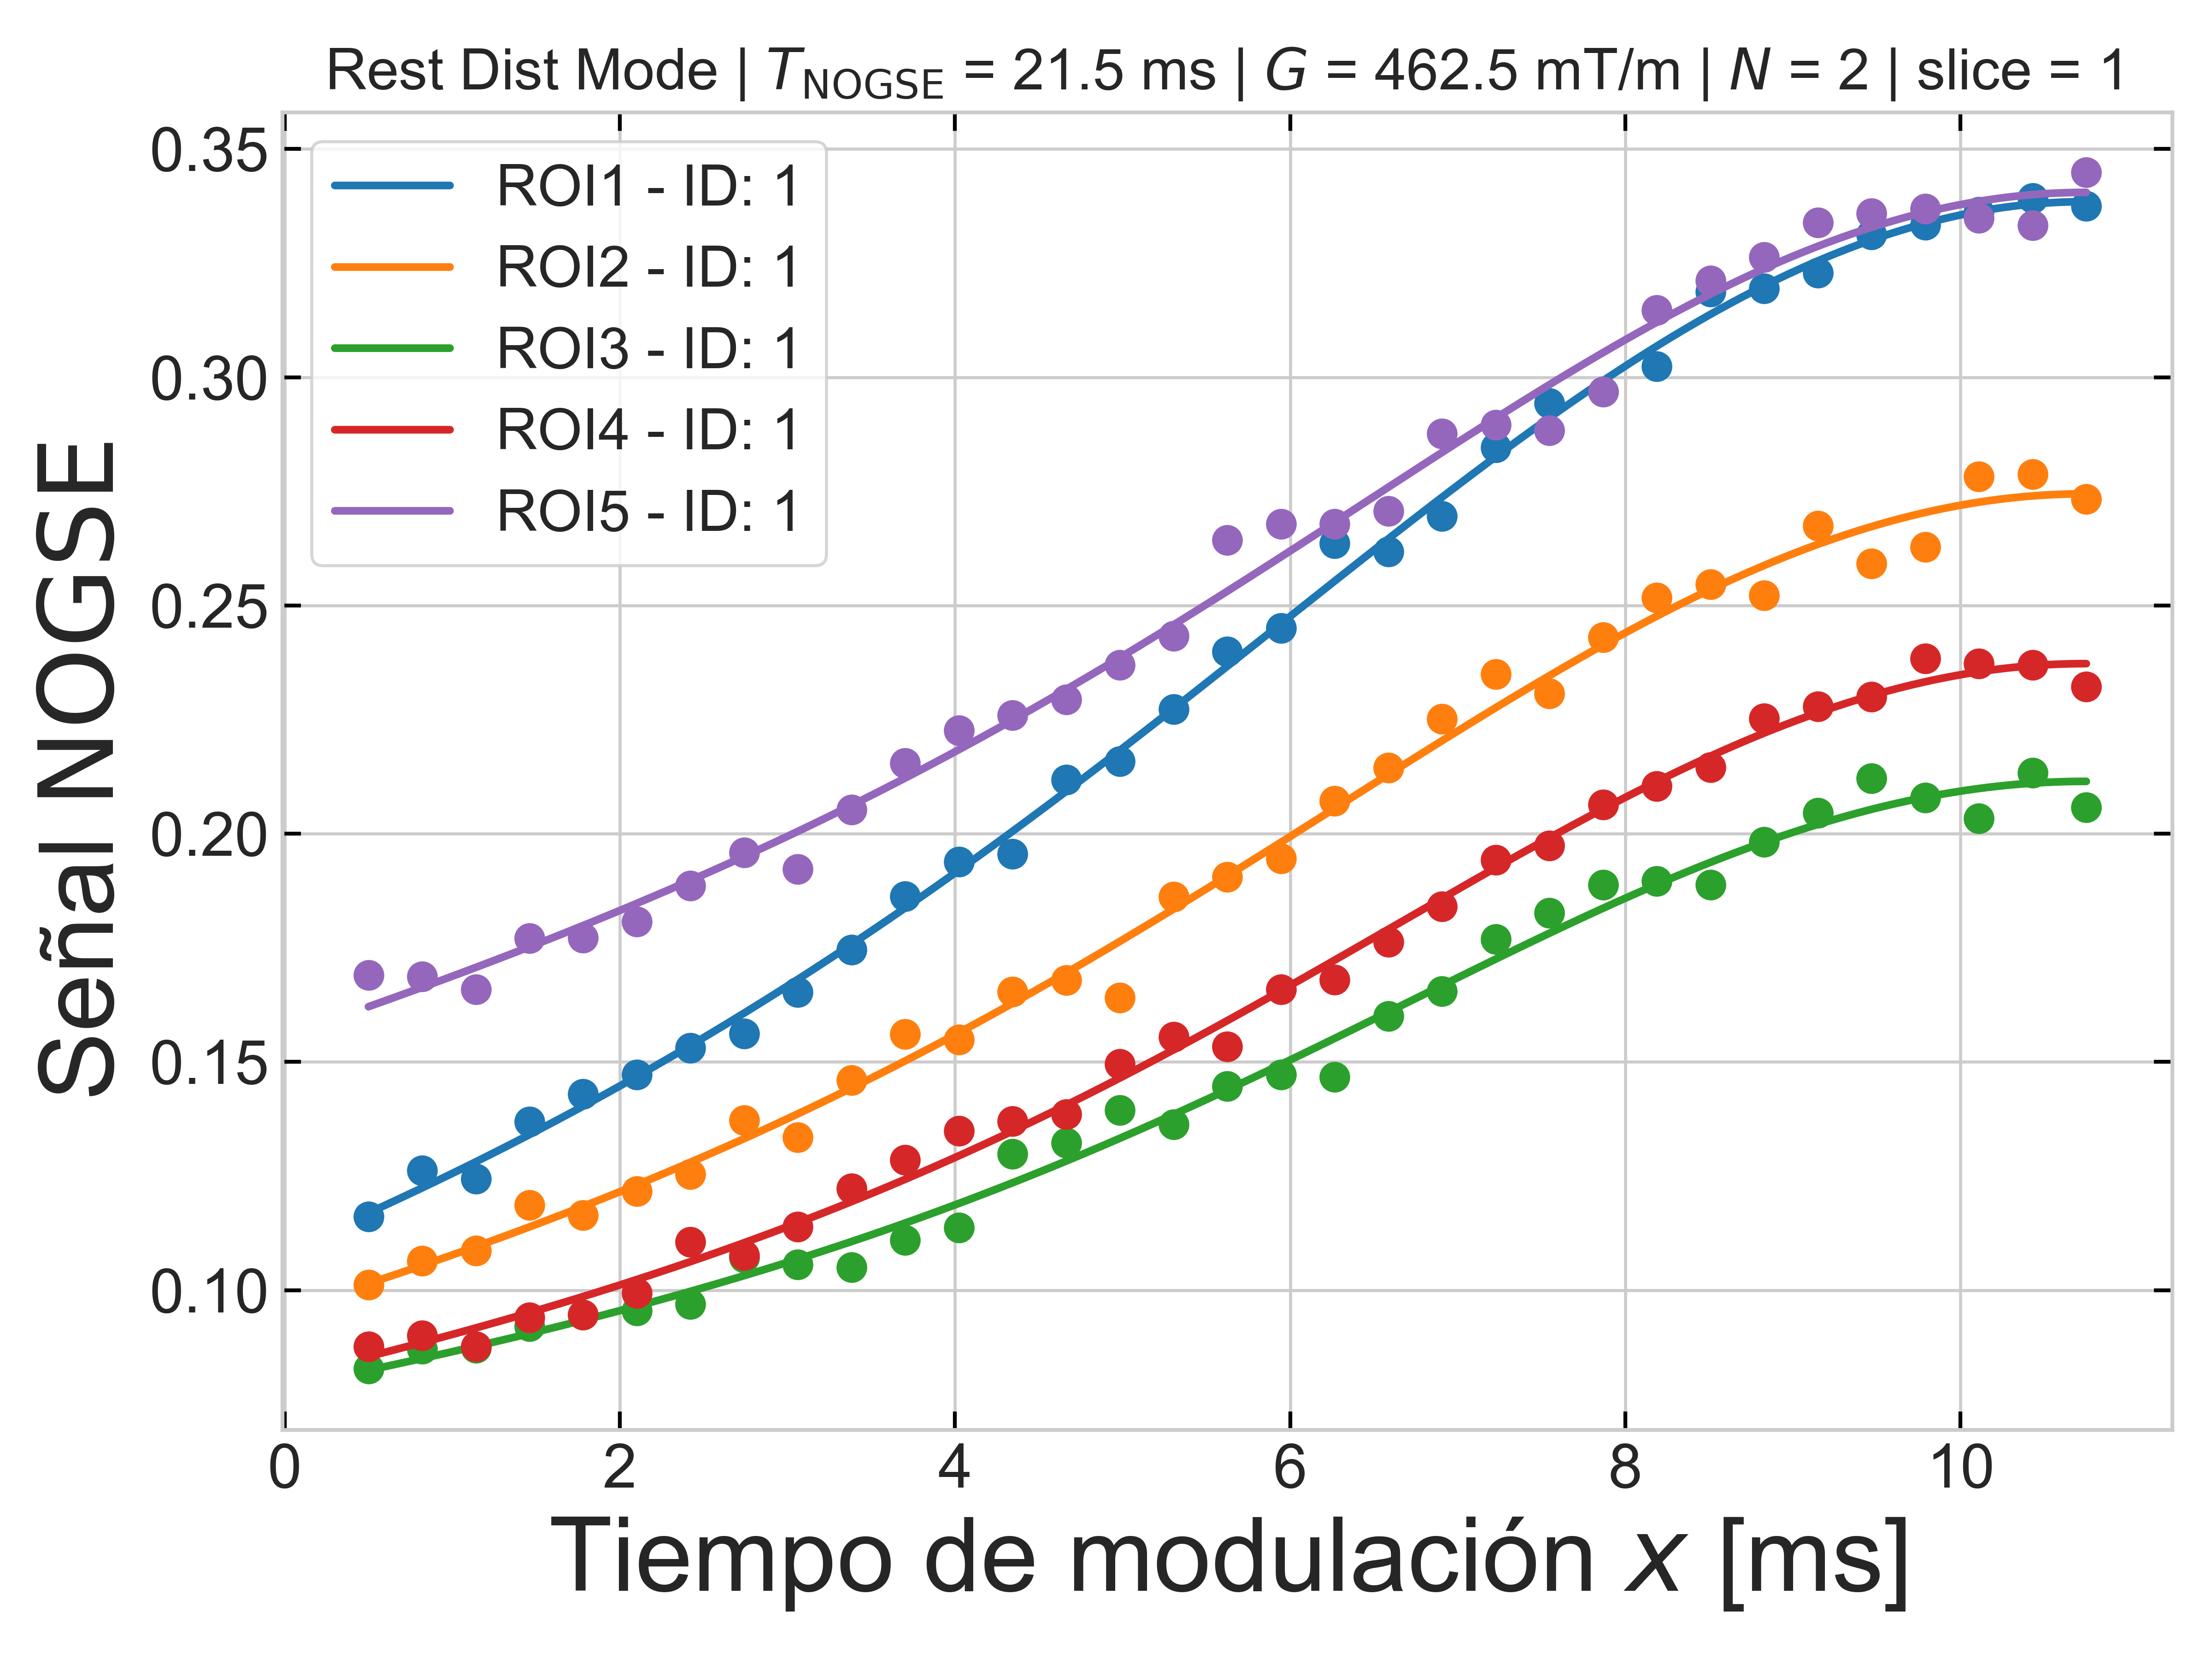 Rest Dist Mode | T_NOGSE = 21.5 ms | G = 462.5 mT/m | N = 2 | slice = 1
ROI1 - ID: 1
ROI2 - ID: 1
ROI3 - ID: 1
ROI4 - ID: 1
ROI5 - ID: 1
Señal NOGSE
0.35
0.30
0.25
0.20
0.15
0.10
0 2 4 6 8 10
Tiempo de modulación x [ms]